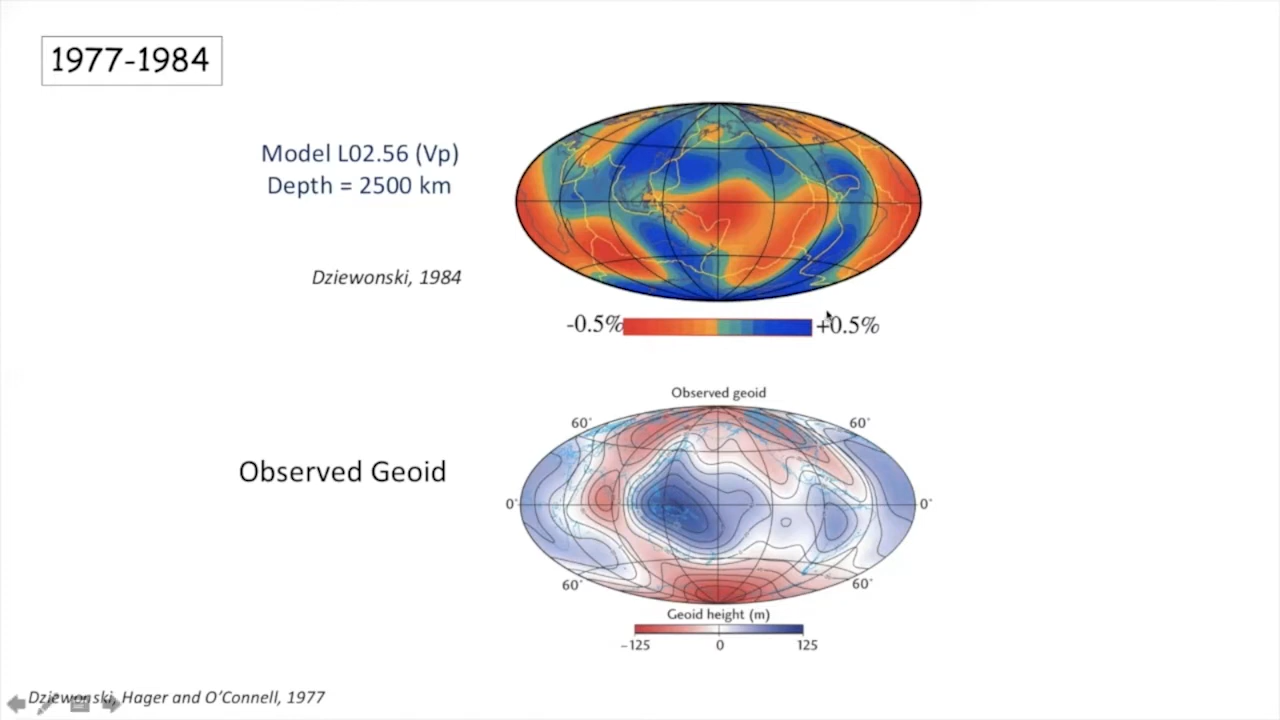 1977-1984
Model L02.56 (Vp)
Depth = 2500 km
Dziewonski, 1984
-0.5%
+0.5%
Observed geoid
60°
60°
Observed Geoid
0°
0°
60°
60°
Geoid height (m)
−125
0
125
Dziewonski, Hager and O’Connell, 1977